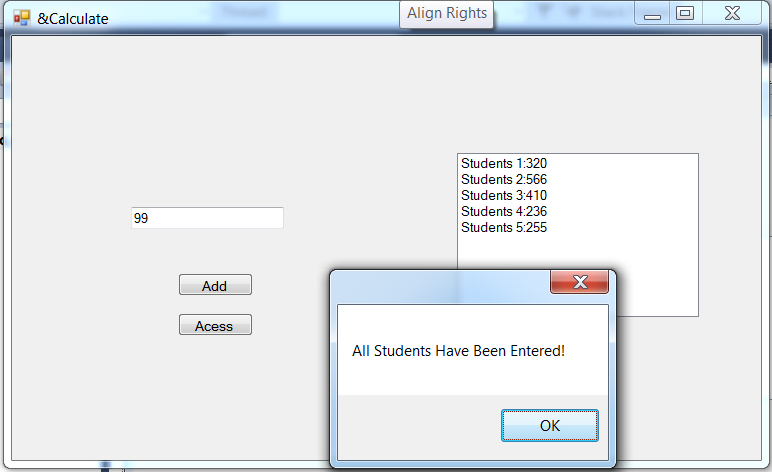 &Calculate
Align Rights
Students 1:320
Students 2:566
Students 3:410
Students 4:236
Students 5:255
99
Add
Acess
All Students Have Been Entered!
OK